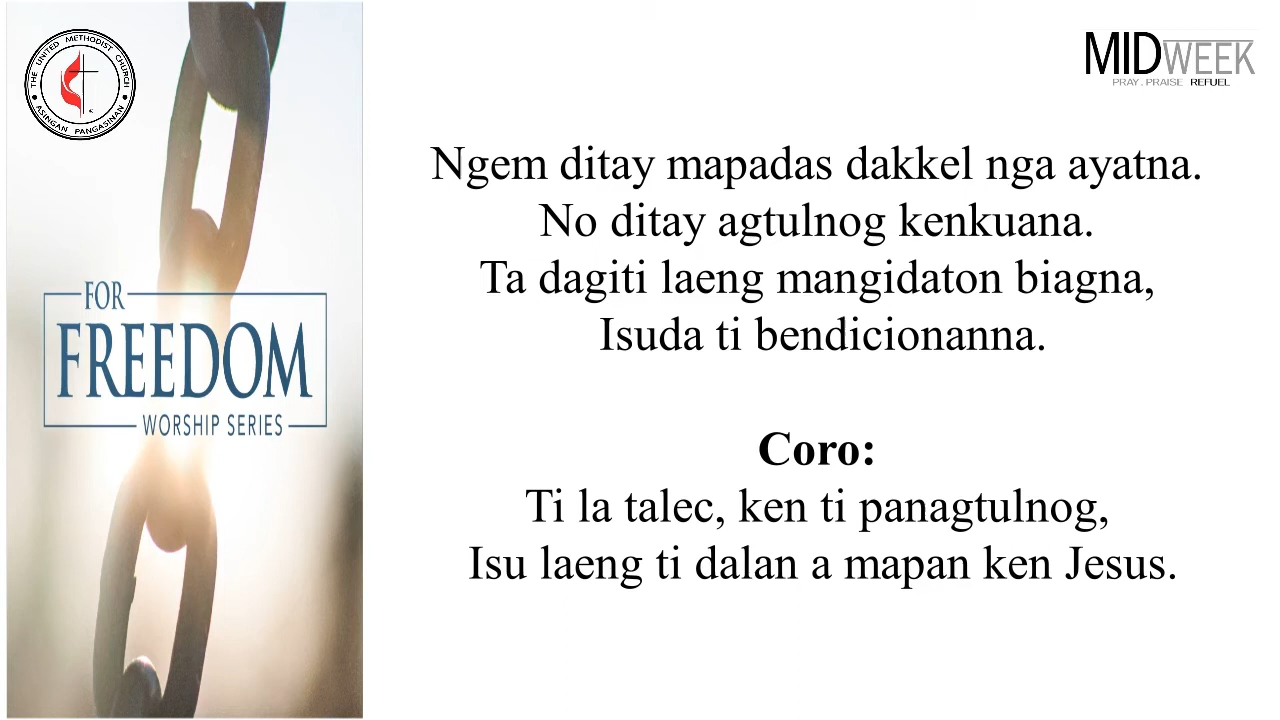 THE UNITED METHODIST CHURCH
ASINGAN PANGASINAN
FOR
FREEDOM
WORSHIP SERIES
MIDWEEK
PRAY. PRAISE REFUEL
Ngem ditay mapadas dakkel nga ayatna.
No ditay agtulnog kenkuana.
Ta dagiti laeng mangidaton biagna,
Isuda ti bendicionanna.
Coro:
Ti la talec, ken ti panagtulnog,
Isu laeng ti dalan a mapan ken Jesus.